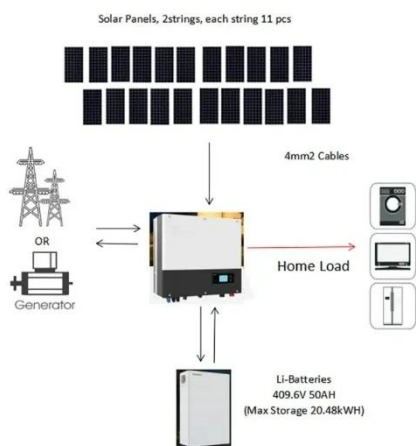 Solar Panels, 2strings, each string 11 pcs
4mm2 Cables
OR
Home Load
Generator
Li-Batteries
409.6V 50AH
(Max Storage 20.48kWH)